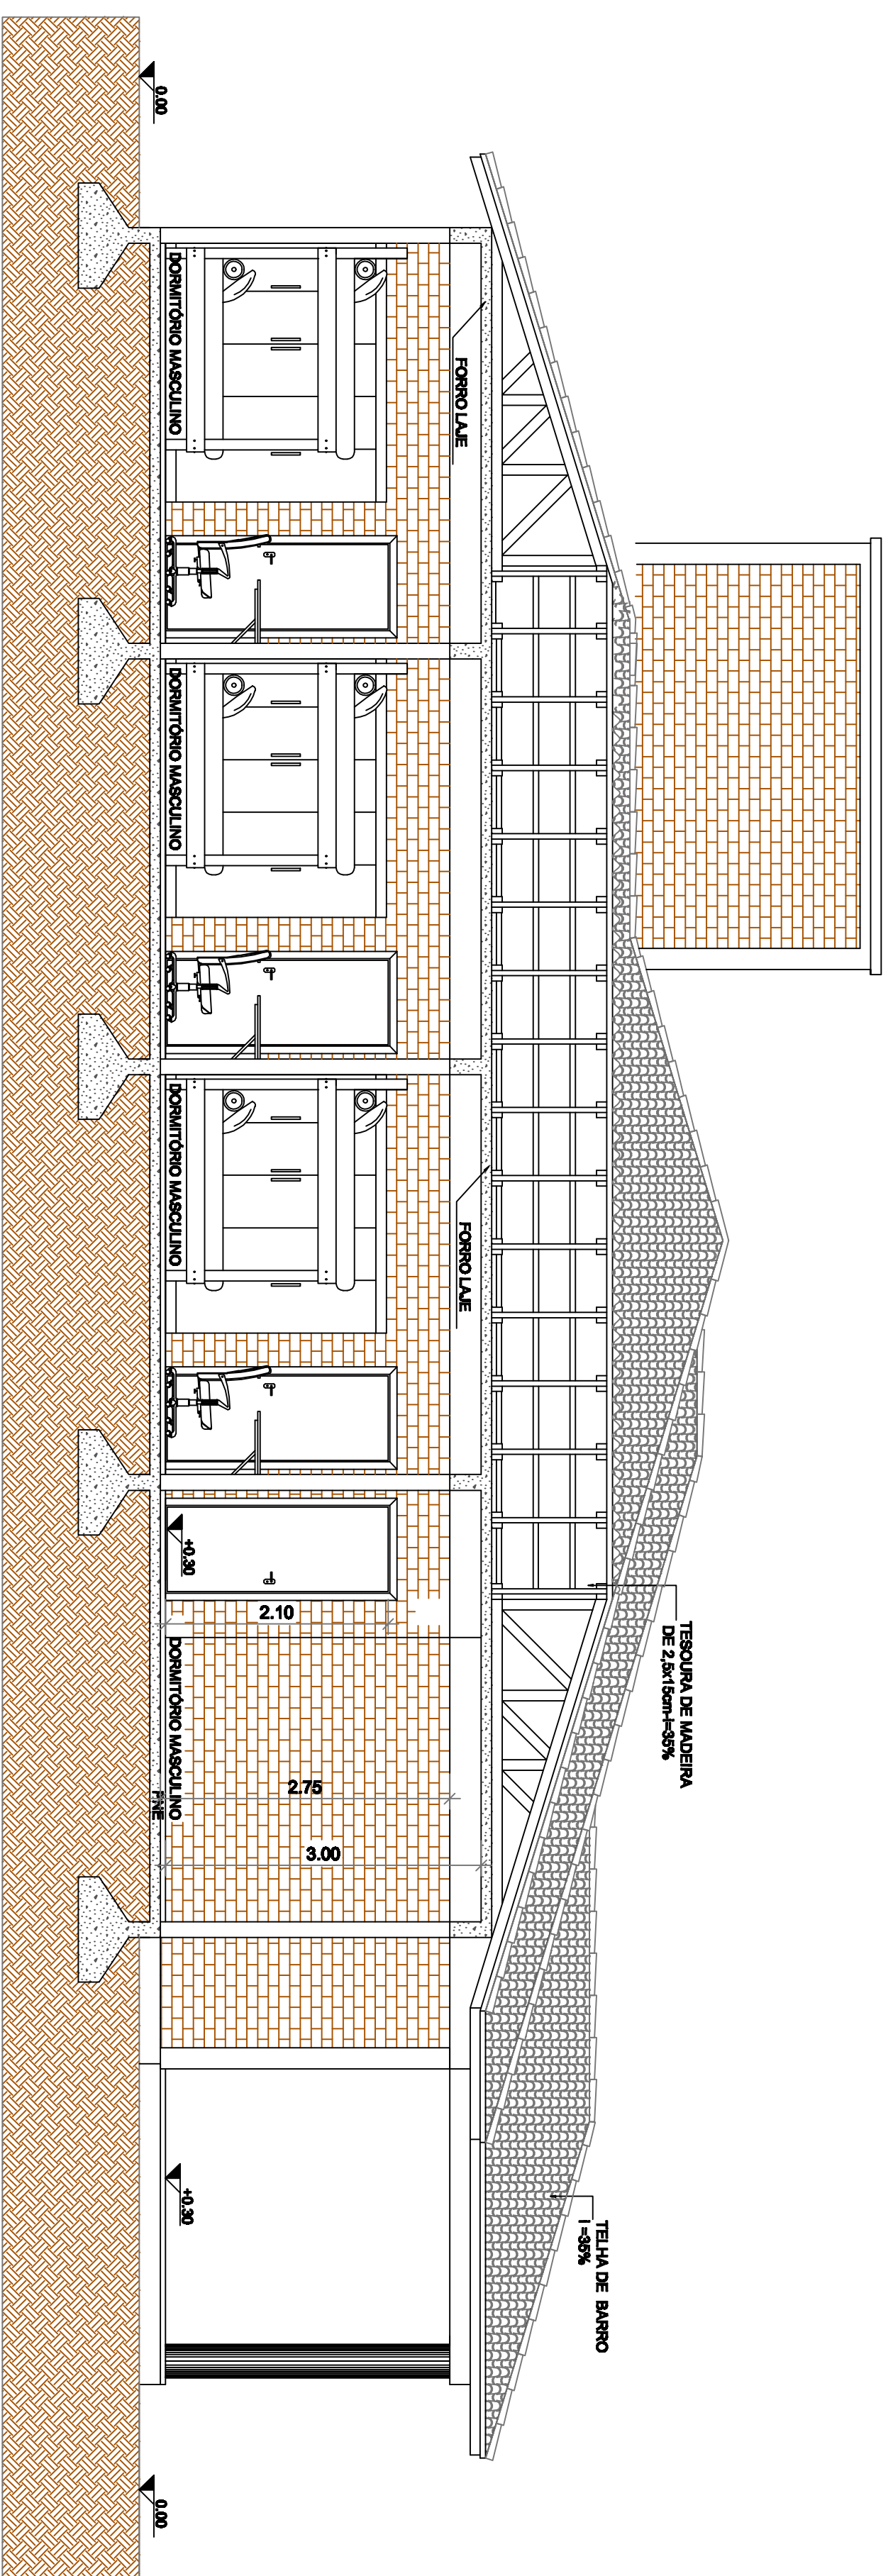 0.00
DORMITÓRIO MASCULINO
FORRO LAJE
DORMITÓRIO MASCULINO
DORMITÓRIO MASCULINO
FORRO LAJE
+0.30
2.10
TESOURA DE MADEIRA
DE 2,5x15cm-i=35%
DORMITÓRIO MASCULINO
PNE
2.75
3.00
+0.30
TELHA DE BARRO
i =35%
0.00